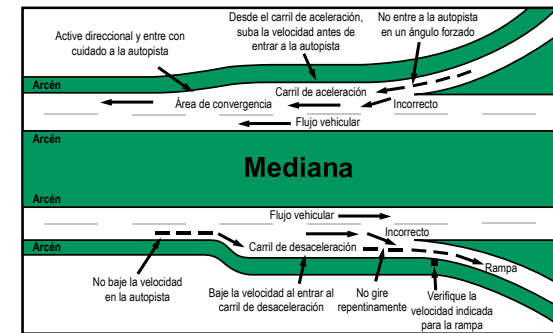 Desde el carril de aceleración,
suba la velocidad antes de
entrar a la autopista
No entre a la autopista
en un ángulo forzado
Active direccional y entre con
cuidado a la autopista
Arcén
Carril de aceleración
Área de convergencia
Incorrecto
Flujo vehicular
Arcén
Mediana
Arcén
Flujo vehicular
Incorrecto
Arcén
Carril de desaceleración
Rampa
No baje la velocidad
en la autopista
Baje la velocidad al entrar al
carril de desaceleración
No gire
repentinamente
Verifique la
velocidad indicada
para la rampa